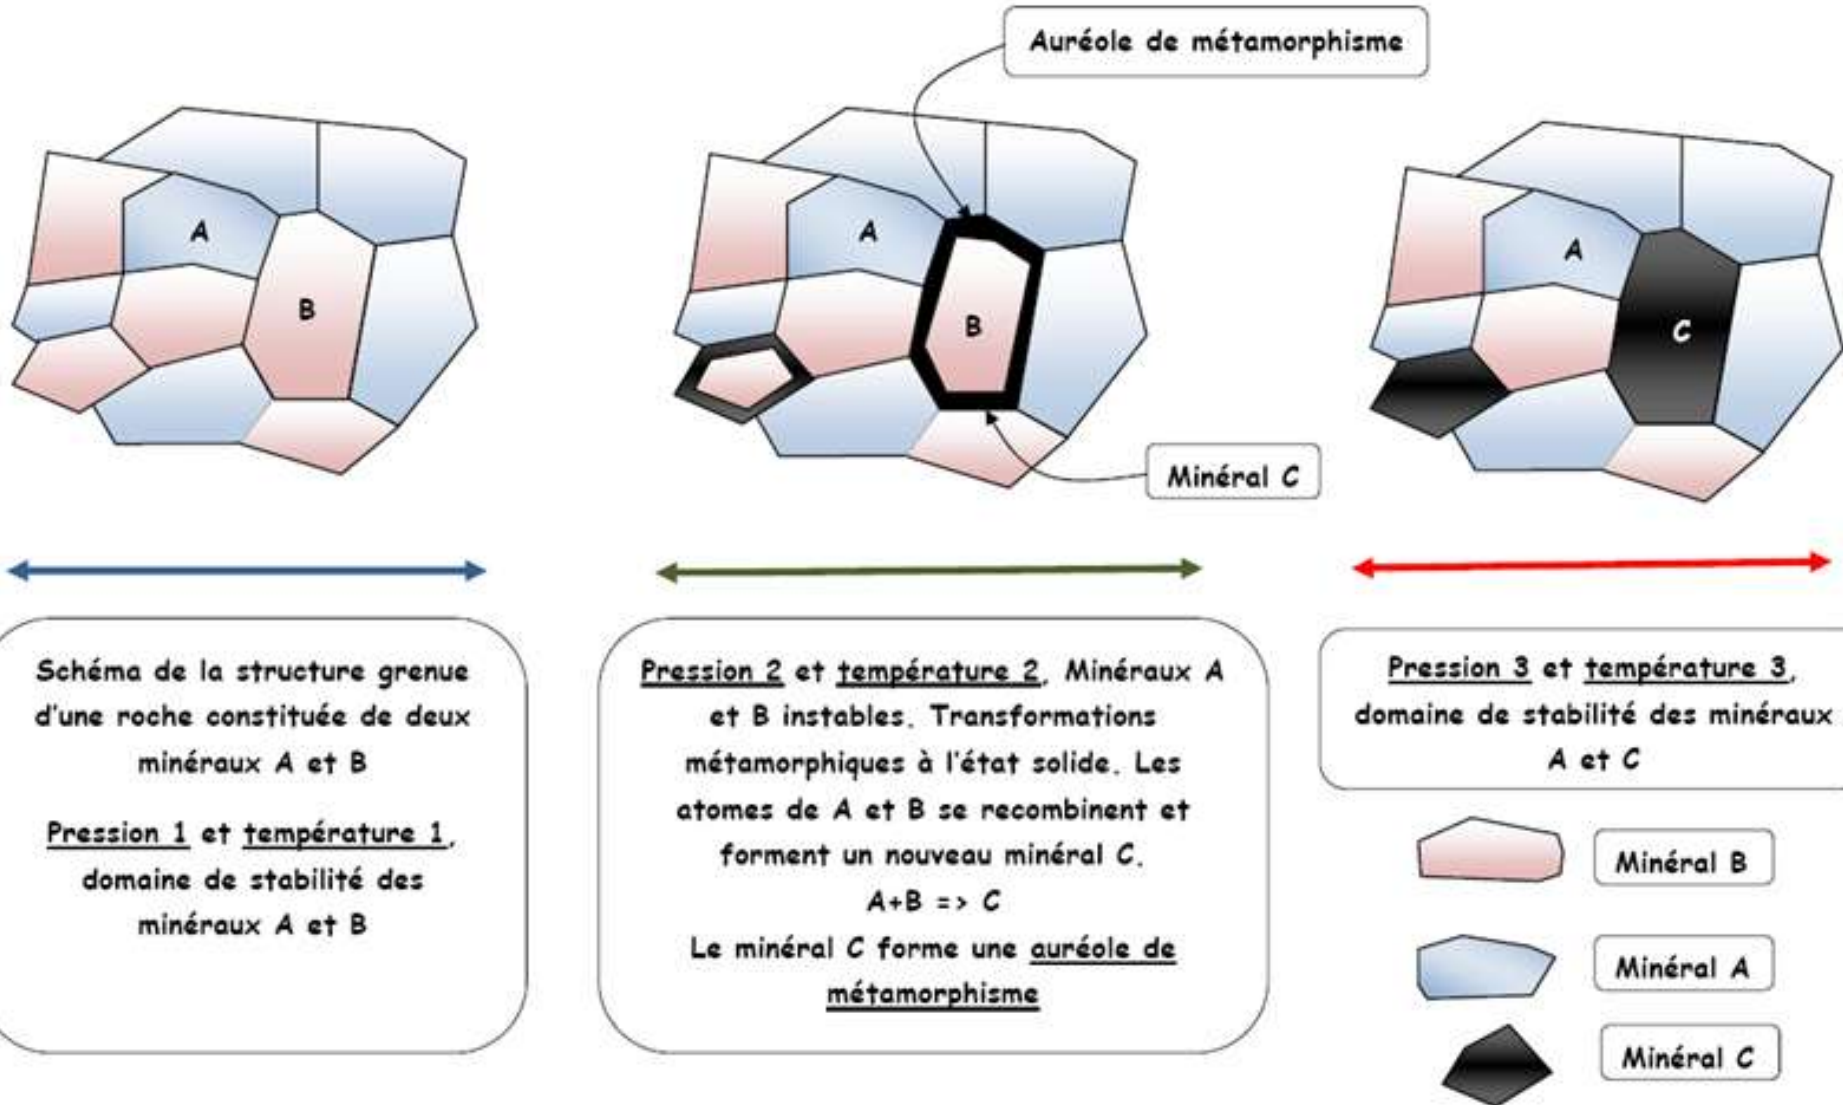 Auréole de métamorphisme
A
B
A
B
Minéral C
A
C
Schéma de la structure grenue
d'une roche constituée de deux
minéraux A et B
Pression 1 et température 1,
domaine de stabilité des
minéraux A et B
Pression 2 et température 2, Minéraux A
et B instables. Transformations
métamorphiques à l'état solide. Les
atomes de A et B se recombinent et
forment un nouveau minéral C.
A+B => C
Le minéral C forme une auréole de
métamorphisme
Pression 3 et température 3,
domaine de stabilité des minéraux
A et C
Minéral B
Minéral A
Minéral C